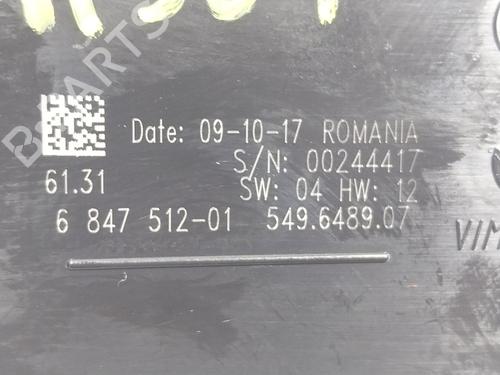 Date: 09-10-17 ROMANIA
S/N: 00244417
61.31
SW: 04 HW: 12
6 847 512-01 549.6489.07